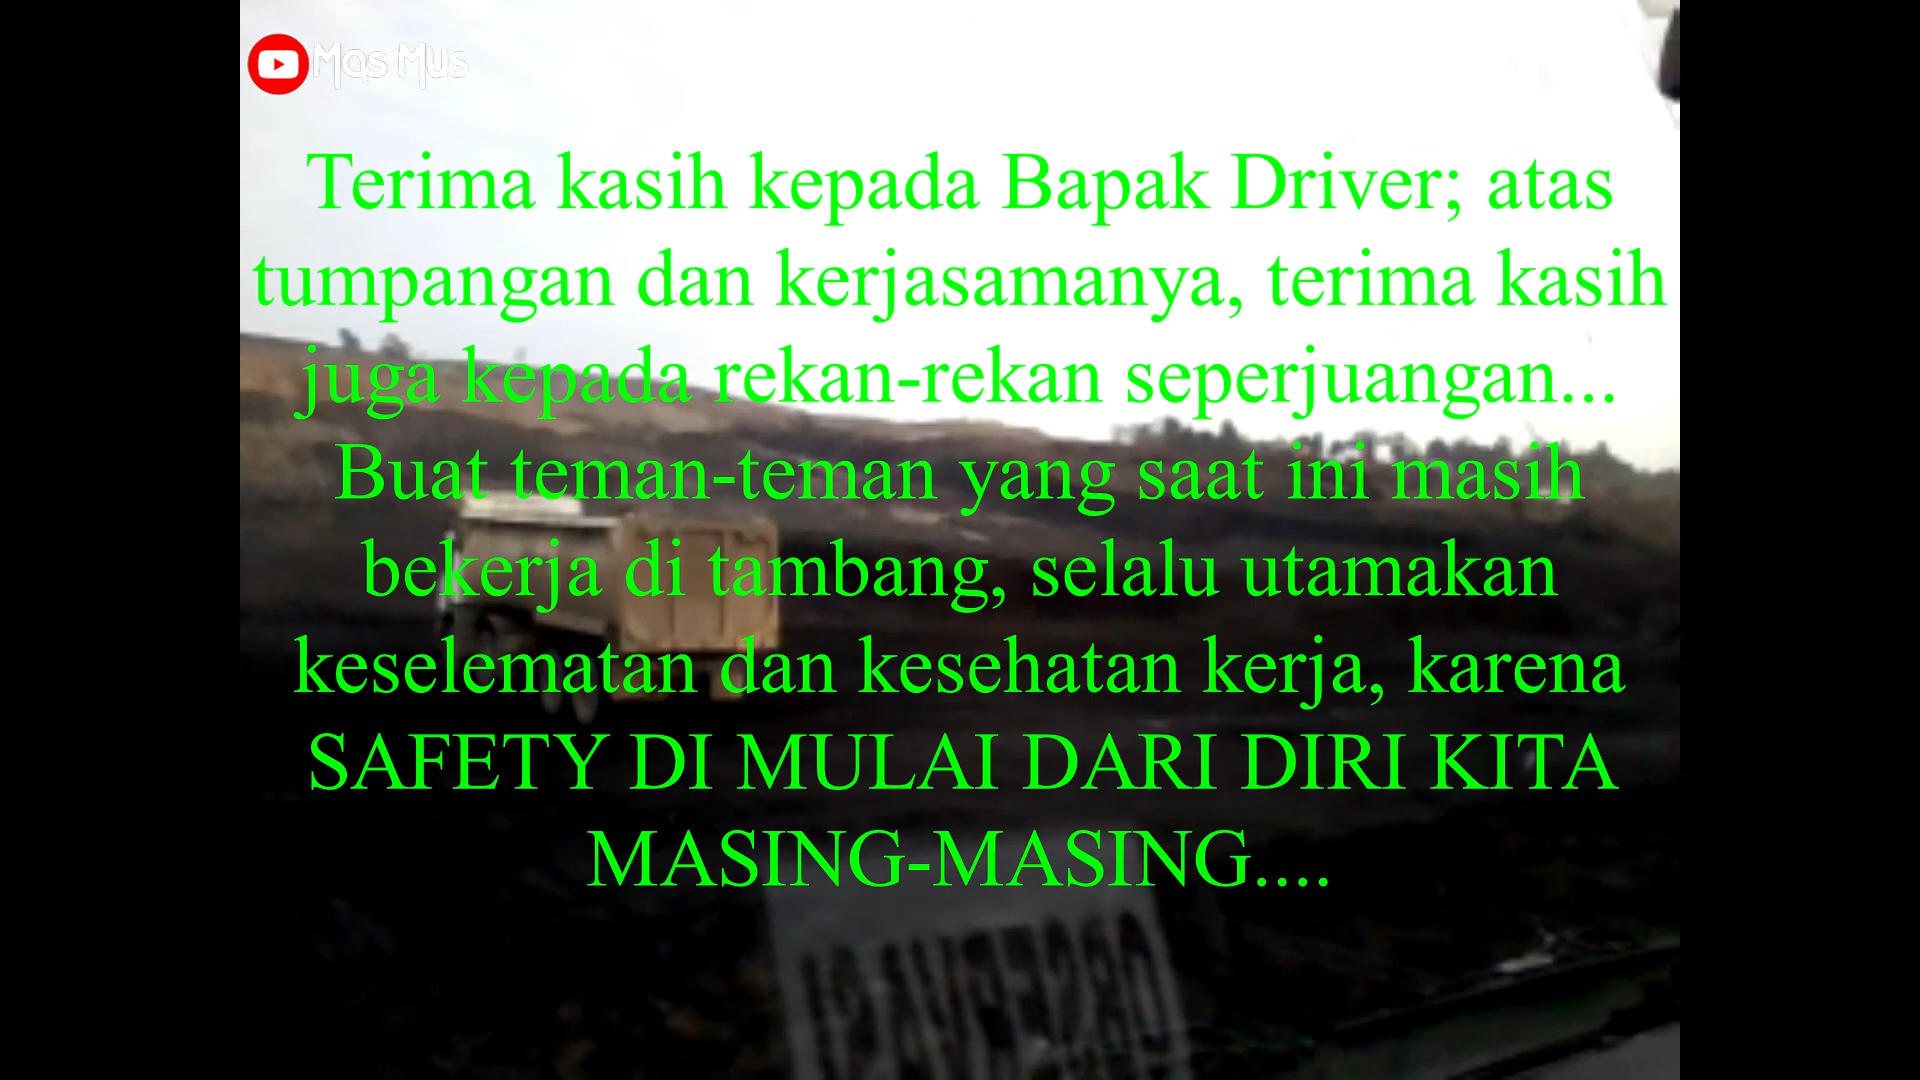 Mas Mus
Terima kasih kepada Bapak Driver; atas
tumpangan dan kerjasamanya, terima kasih
juga kepada rekan-rekan seperjuangan...
Buat teman-teman yang saat ini masih
bekerja di tambang, selalu utamakan
keselematan dan kesehatan kerja, karena
SAFETY DI MULAI DARI DIRI KITA
MASING-MASING....